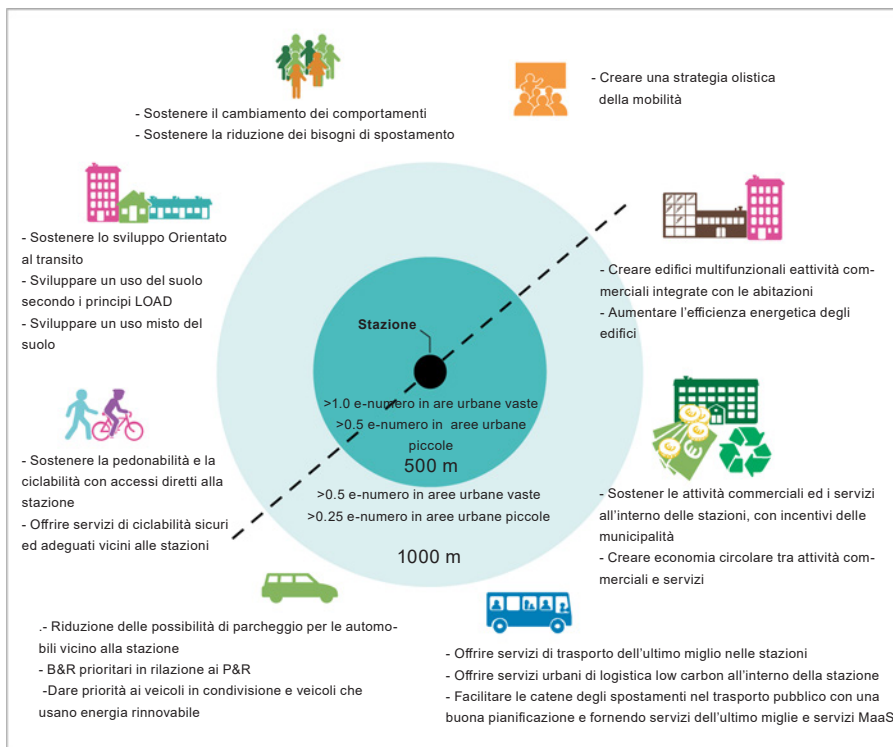 - Sostenere il cambiamento dei comportamenti
- Sostenere la riduzione dei bisogni di spostamento
- Creare una strategia olistica
della mobilità
- Sostenere lo sviluppo Orientato
al transito
- Sviluppare un uso del suolo
secondo i principi LOAD
- Sviluppare un uso misto del
suolo
- Creare edifici multifunzionali eattività com-
merciali integrate con le abitazioni
- Aumentare l'efficienza energetica degli
edifici
Stazione
>1.0 e-numero in are urbane vaste
>0.5 e-numero in aree urbane
piccole
500 m
>0.5 e-numero in aree urbane vaste
>0.25 e-numero in aree urbane piccole
1000 m
- Sostenere la pedonabilità e la
ciclabilità con accessi diretti alla
stazione
- Offrire servizi di ciclabilità sicuri
ed adeguati vicini alle stazioni
- Sostener le attività commerciali ed i servizi
all'interno delle stazioni, con incentivi delle
municipalità
- Creare economia circolare tra attività com-
merciali e servizi
.- Riduzione delle possibilità di parcheggio per le automo-
bili vicino alla stazione
- B&R prioritari in relazione ai P&R
-Dare priorità ai veicoli in condivisione e veicoli che
usano energia rinnovabile
- Offrire servizi di trasporto dell'ultimo miglio nelle stazioni
- Offrire servizi urbani di logistica low carbon all'interno della stazione
- Facilitare le catene degli spostamenti nel trasporto pubblico con una
buona pianificazione e fornendo servizi dell'ultimo miglie e servizi MaaS